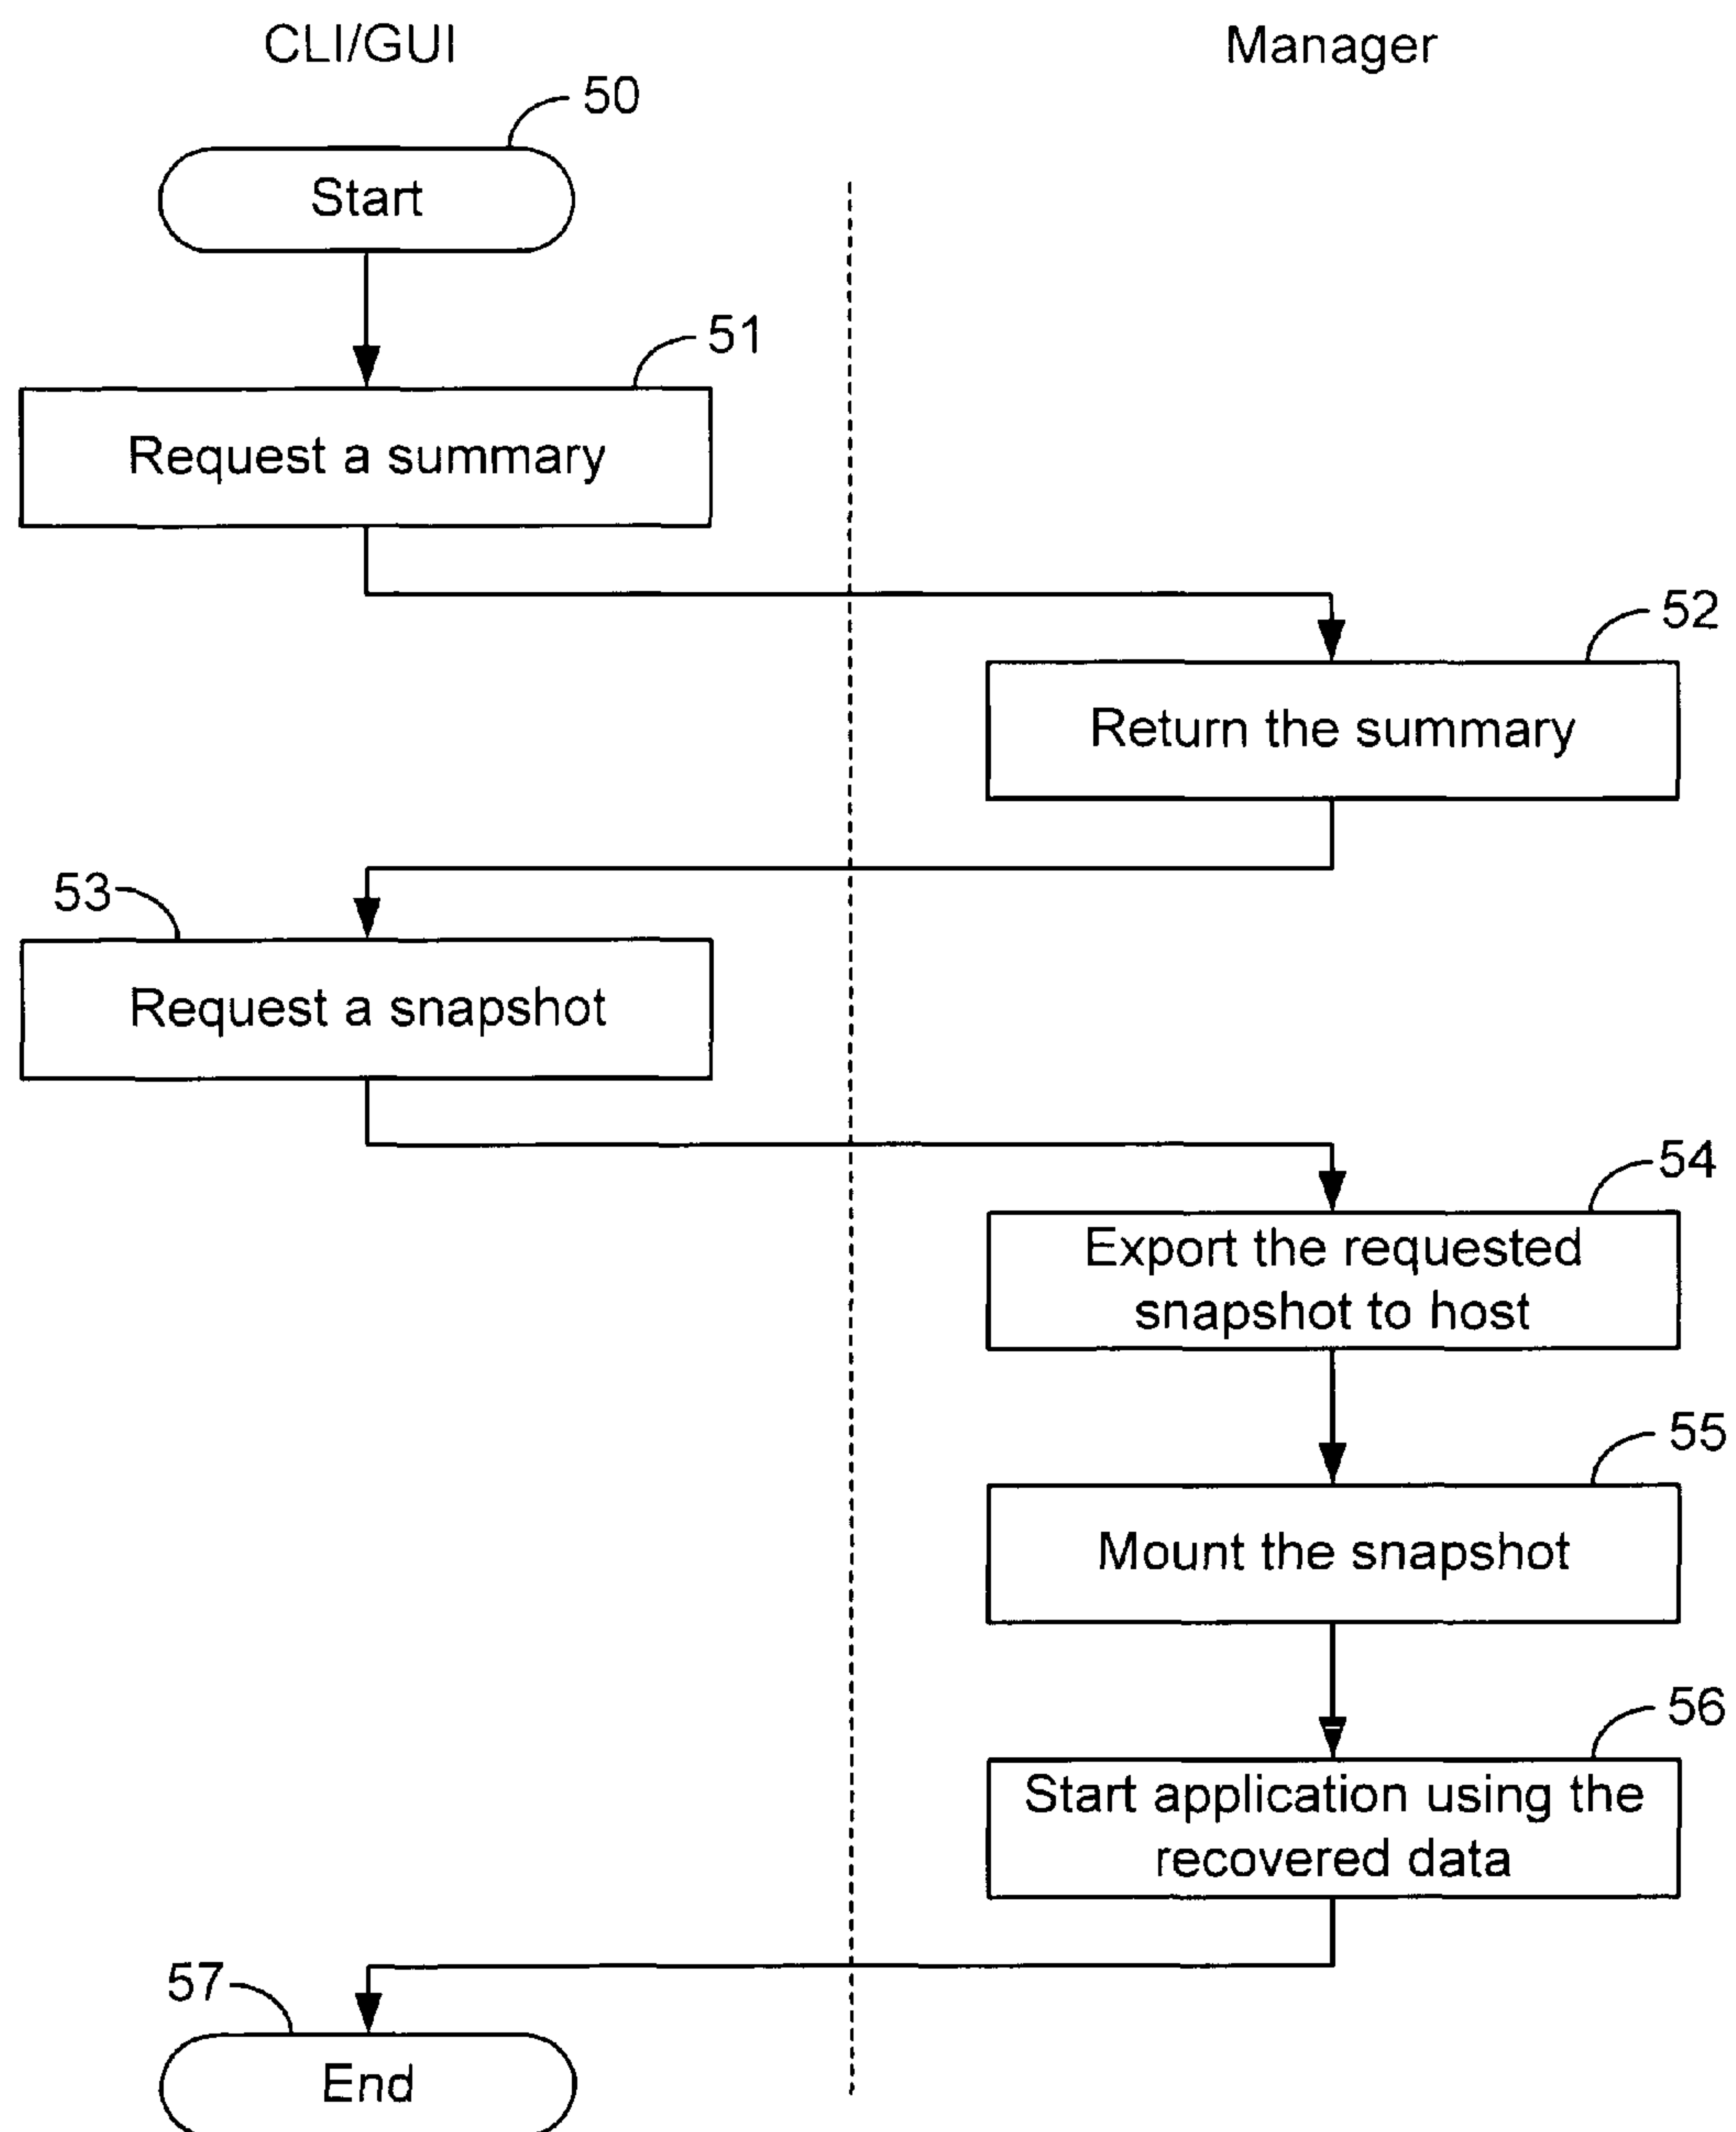 CLI/GUI
Manager
50
Start
51
Request a summary
52
Return the summary
53
Request a snapshot
54
Export the requested
snapshot to host
55
Mount the snapshot
56
Start application using the
recovered data
57
End